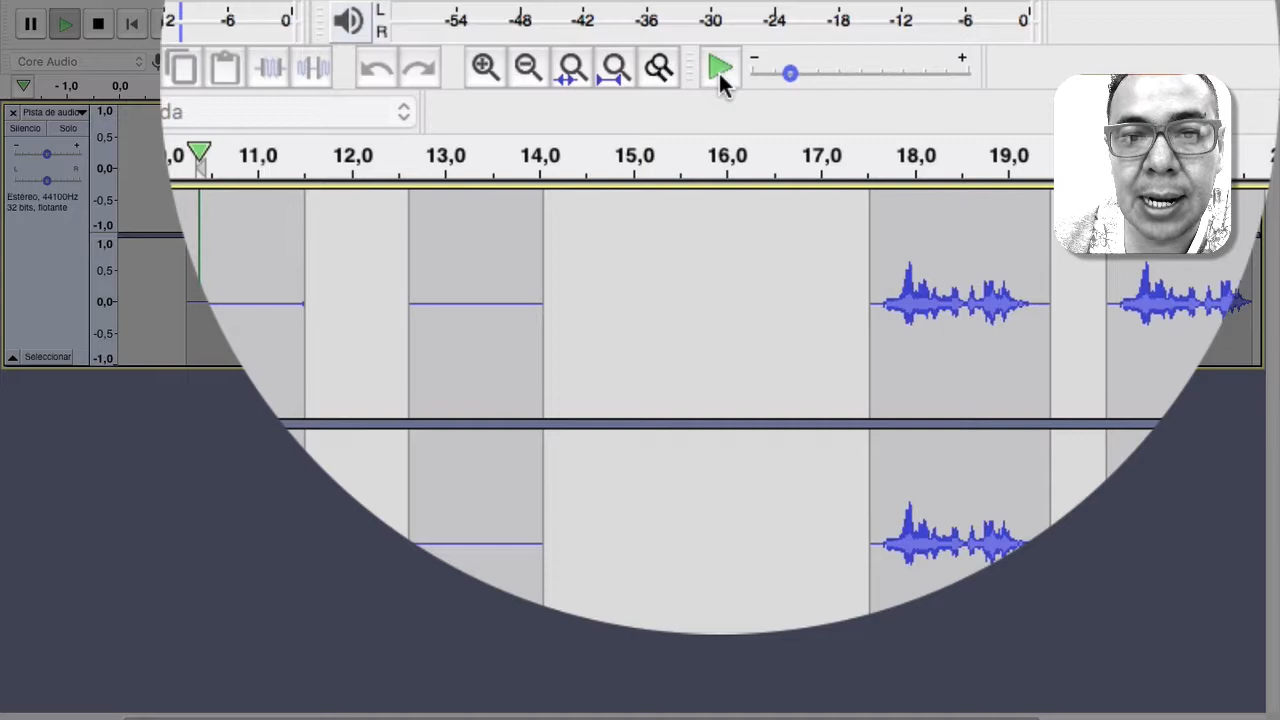 2 -6 0 L -54 -48 -42 -36 -30 -24 -18 -12 -6 0
R
- +
Core Audio
da
- 1,0 0,0
,0 11,0 12,0 13,0 14,0 15,0 16,0 17,0 18,0 19,0 2
Pista de audio 1,0
Silencio Solo
0,5
- +
0,0
L R
Estéreo, 44100Hz -0,5
32 bits, flotante
-1,0
1,0
0,5
0,0
-0,5
Seleccionar -1,0